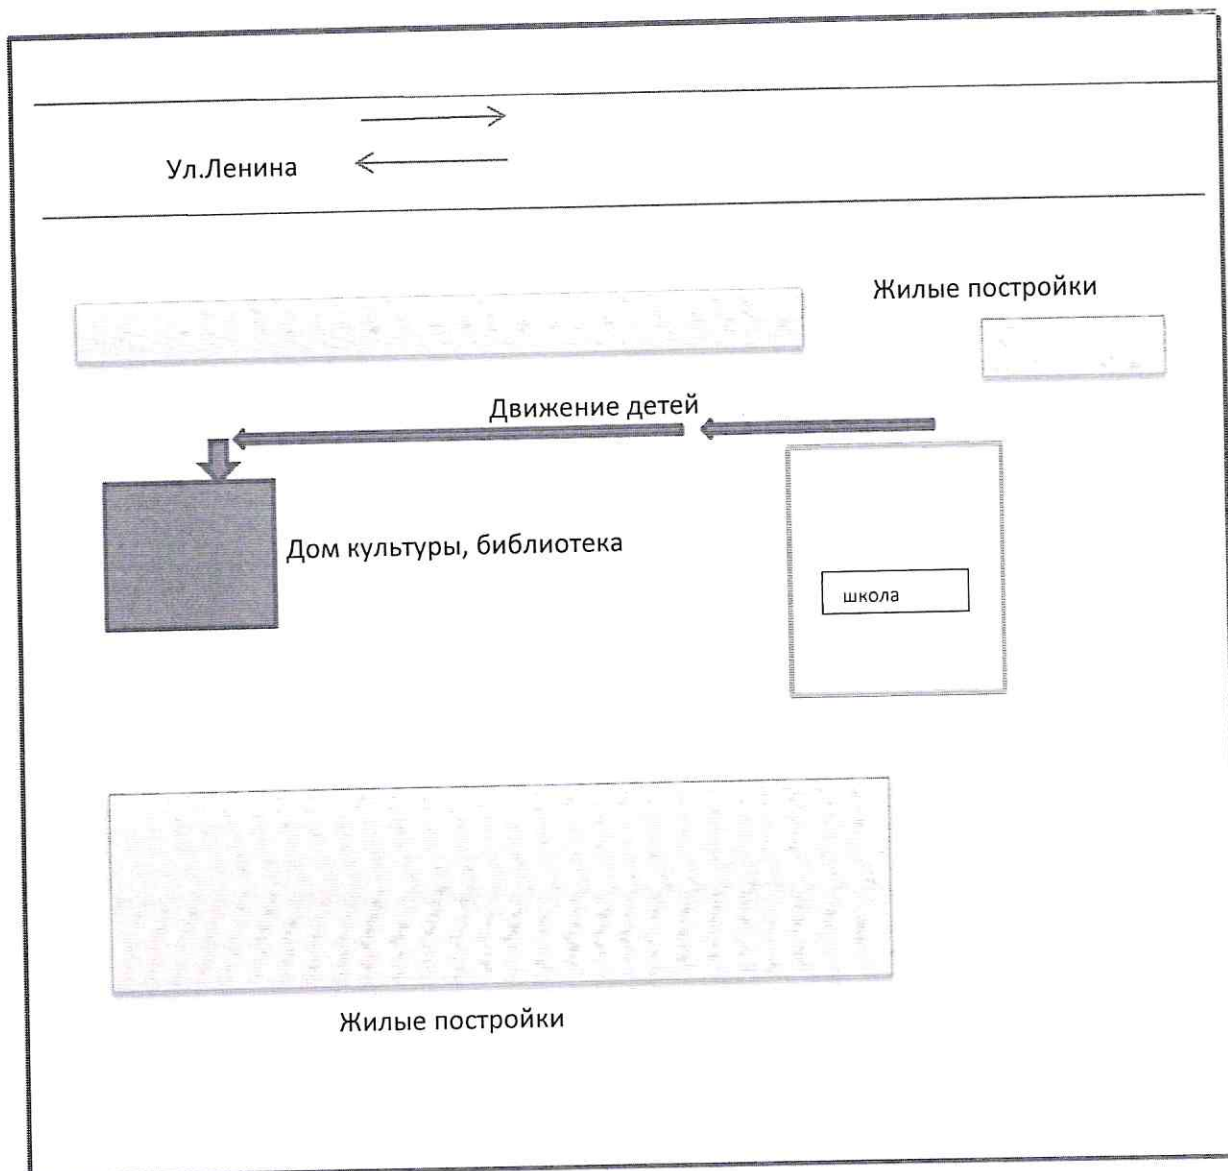 Ул.Ленина
Жилые постройки
Движение детей
Дом культуры, библиотека
школа
Жилые постройки